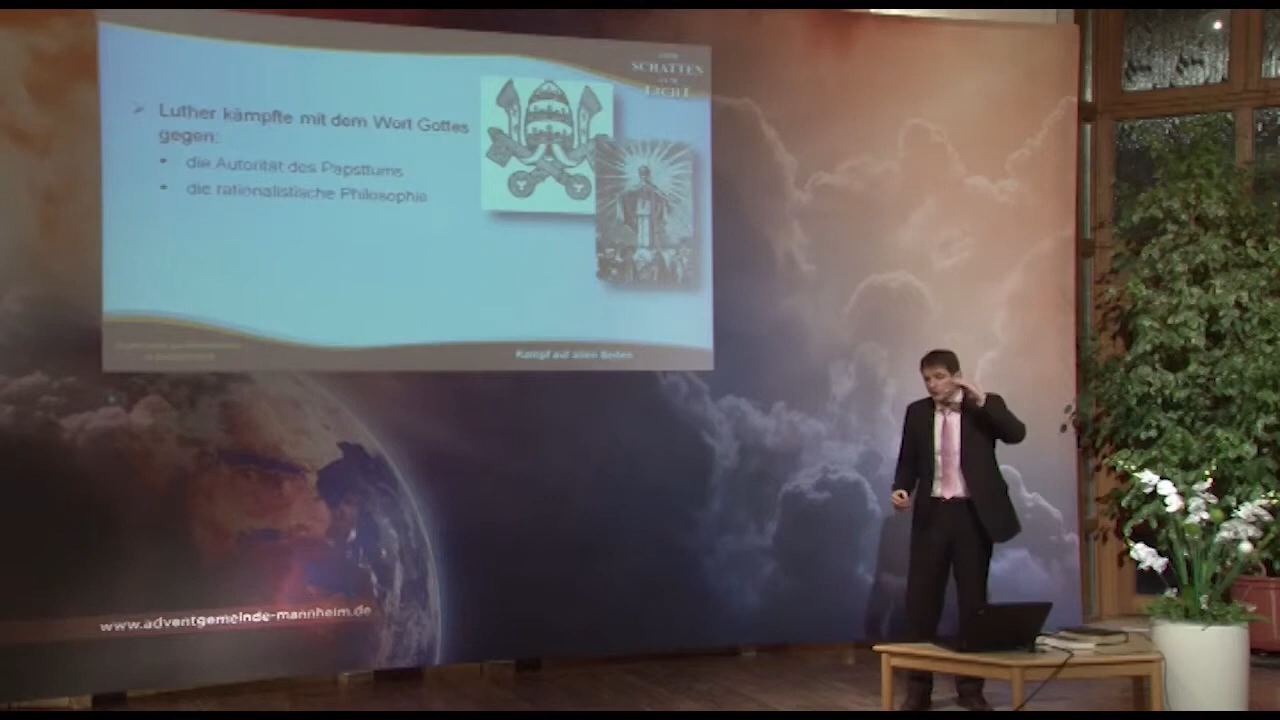 SCHATTEN
LICHT
Luther kämpfte mit dem Wort Gottes
gegen:
die Autorität des Papsttums
die rationalistische Philosophie
Kampf auf allen Seiten
www.adventgemeinde-mannheim.de